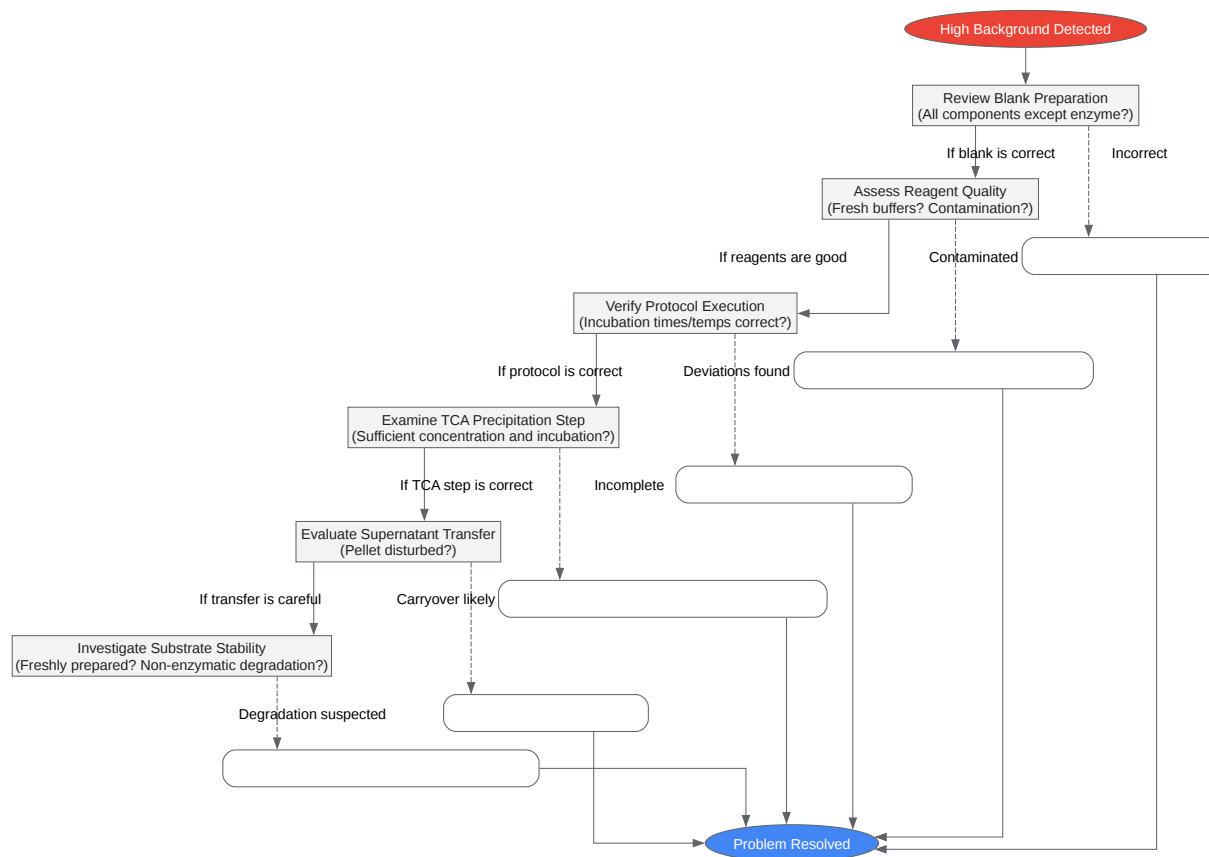 High Background Detected
Review Blank Preparation
(All components except enzyme?)
If blank is correct
Incorrect
Assess Reagent Quality
(Fresh buffers? Contamination?)
If reagents are good
Contaminated
Verify Protocol Execution
(Incubation times/temps correct?)
If protocol is correct
Deviations found
Examine TCA Precipitation Step
(Sufficient concentration and incubation?)
If TCA step is correct
Incomplete
Evaluate Supernatant Transfer
(Pellet disturbed?)
If transfer is careful
Carryover likely
Investigate Substrate Stability
(Freshly prepared? Non-enzymatic degradation?)
Degradation suspected
Problem Resolved